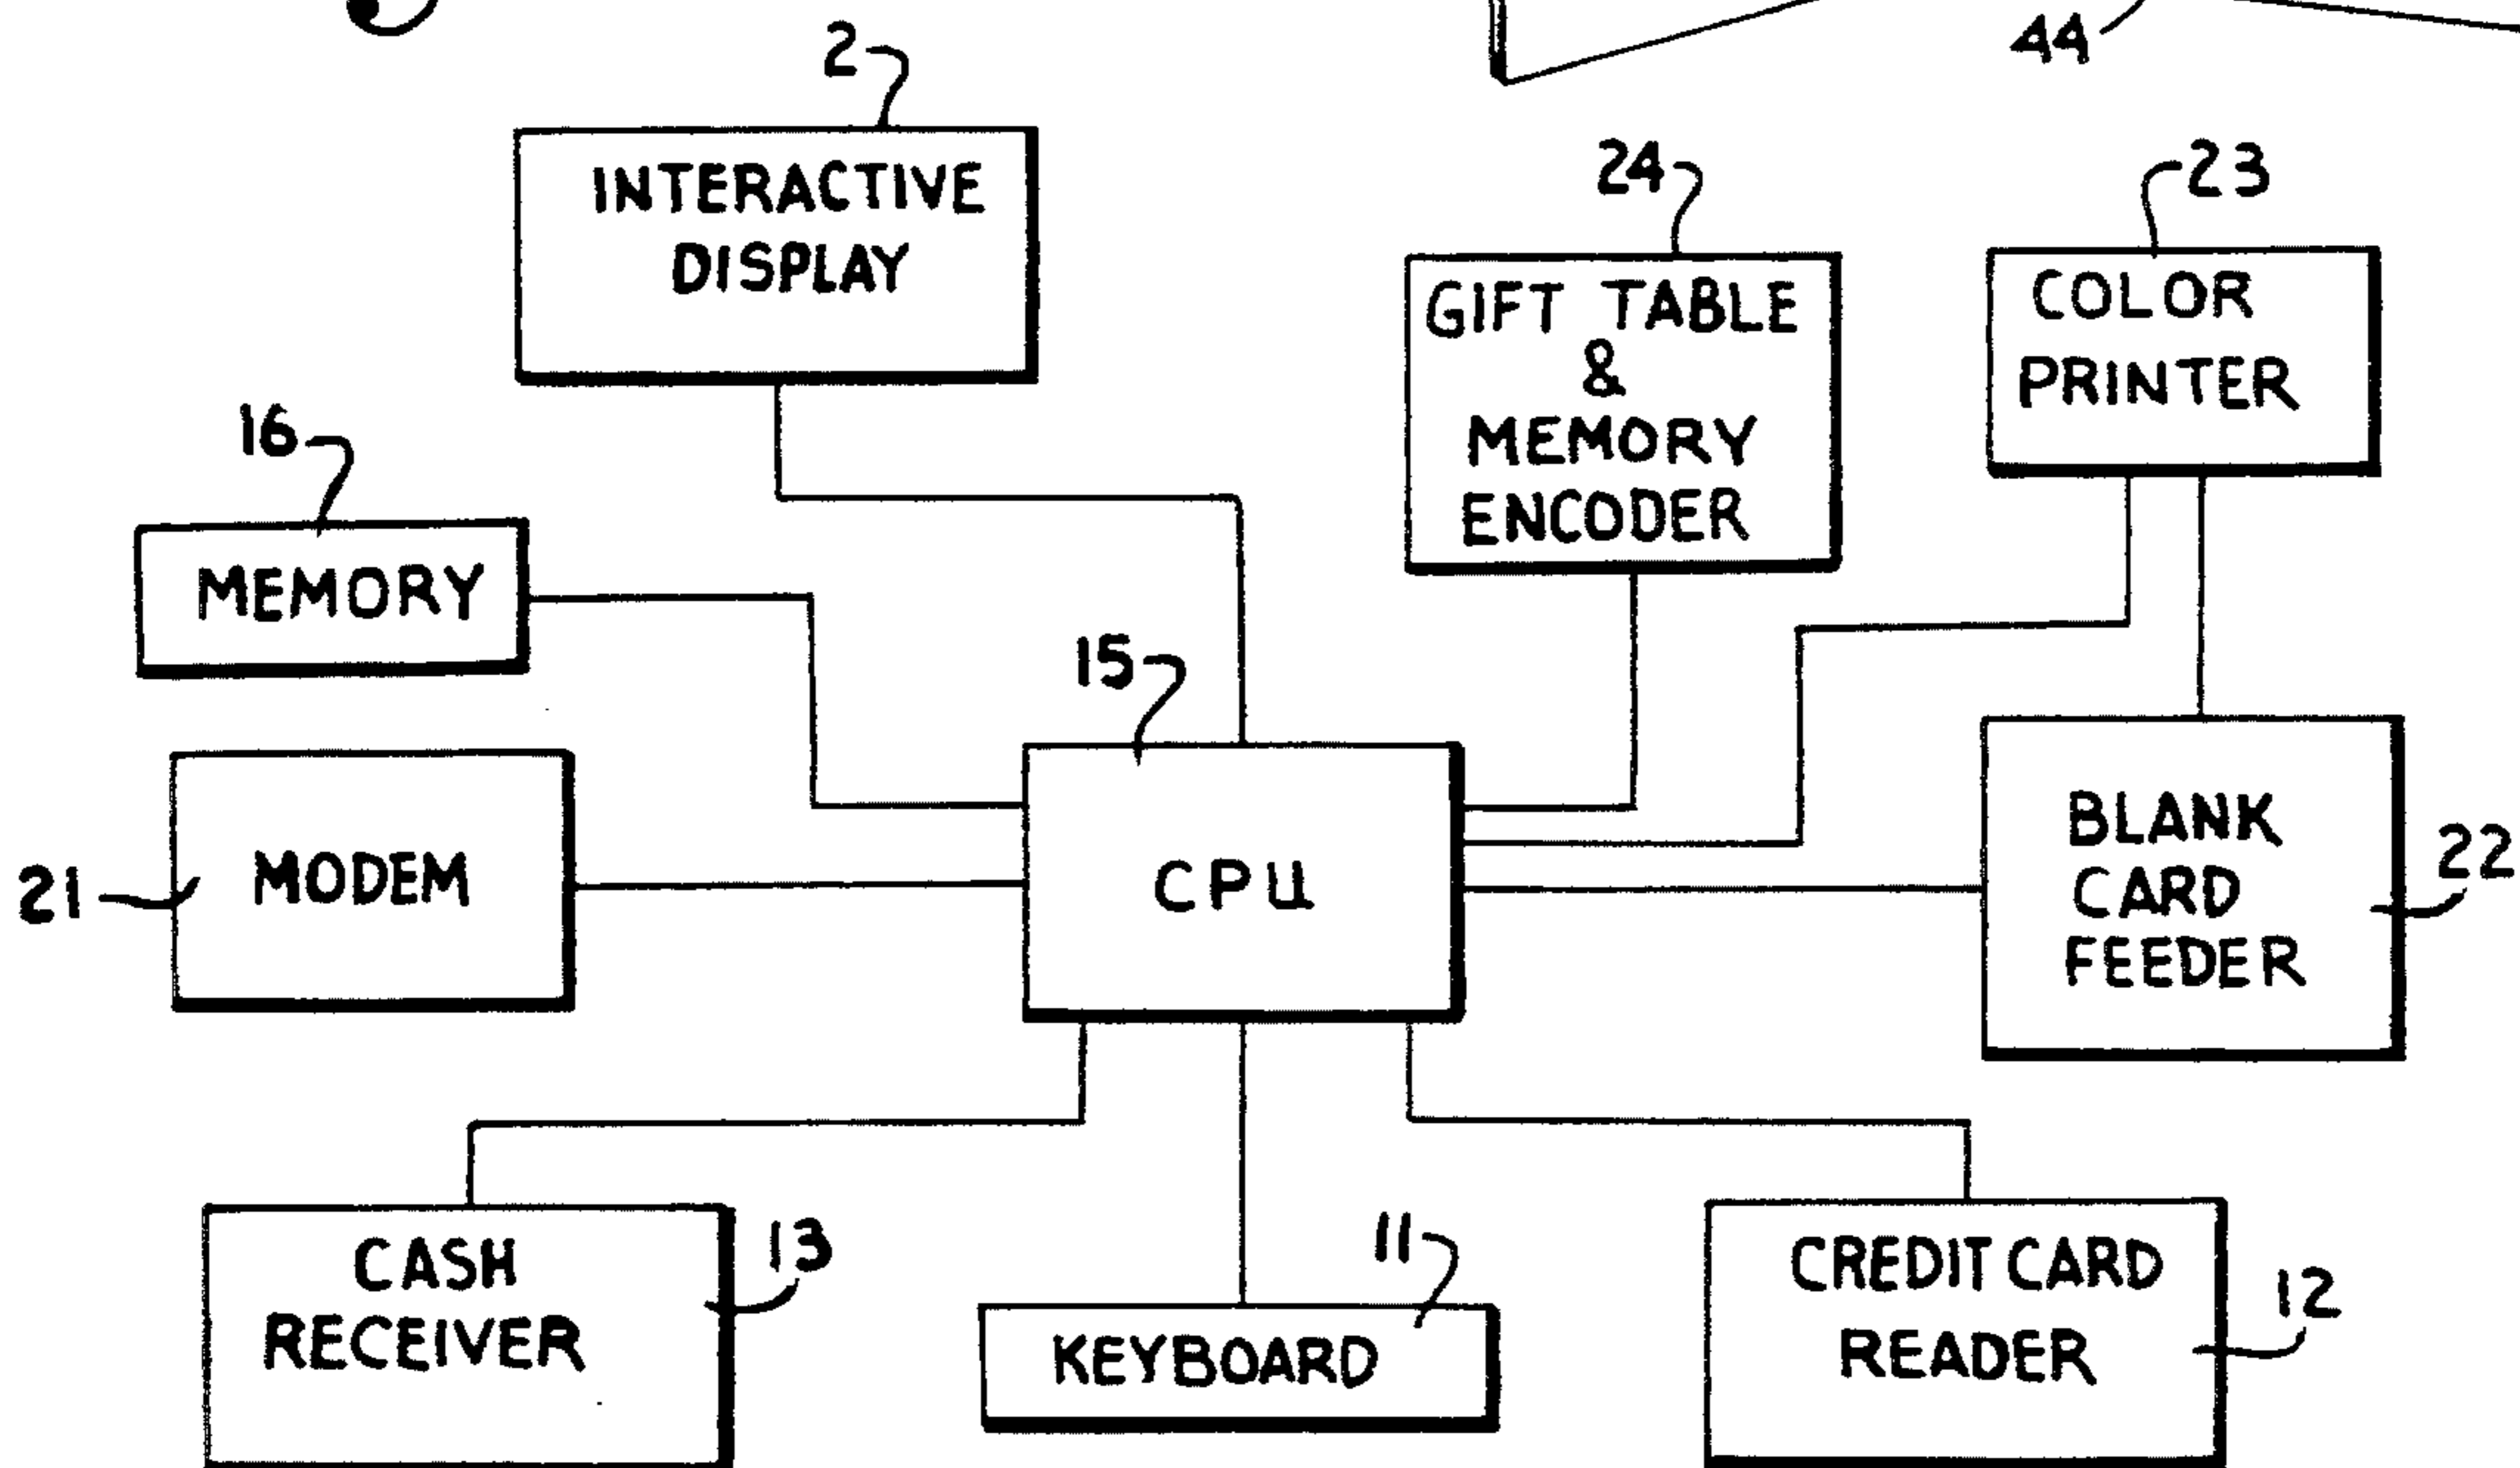 44
2
INTERACTIVE
DISPLAY
24
GIFT TABLE
&
MEMORY
ENCODER
23
COLOR
PRINTER
16
MEMORY
15
CPU
21
MODEM
BLANK
CARD
FEEDER
22
CASH
RECEIVER
13
11
KEYBOARD
CREDIT CARD
READER
12